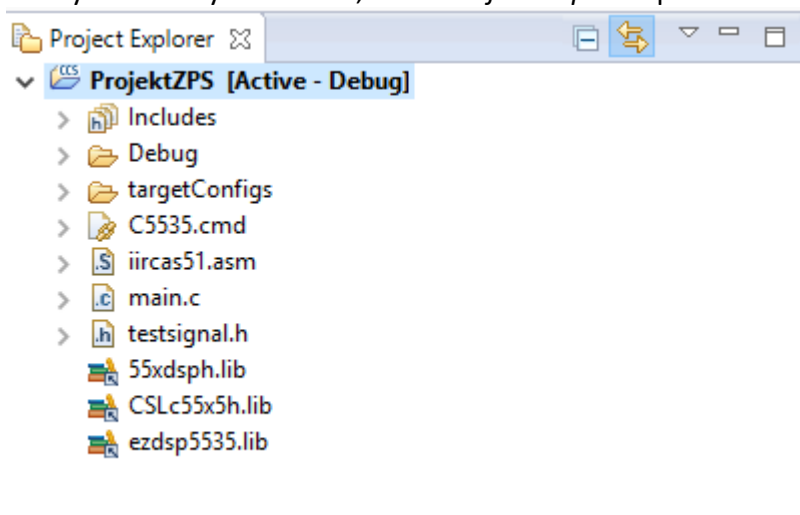 Project Explorer
ProjektZPS [Active - Debug]
Includes
Debug
targetConfigs
C5535.cmd
iircas51.asm
main.c
testsignal.h
55xdsph.lib
CSLc55x5h.lib
ezdsp5535.lib